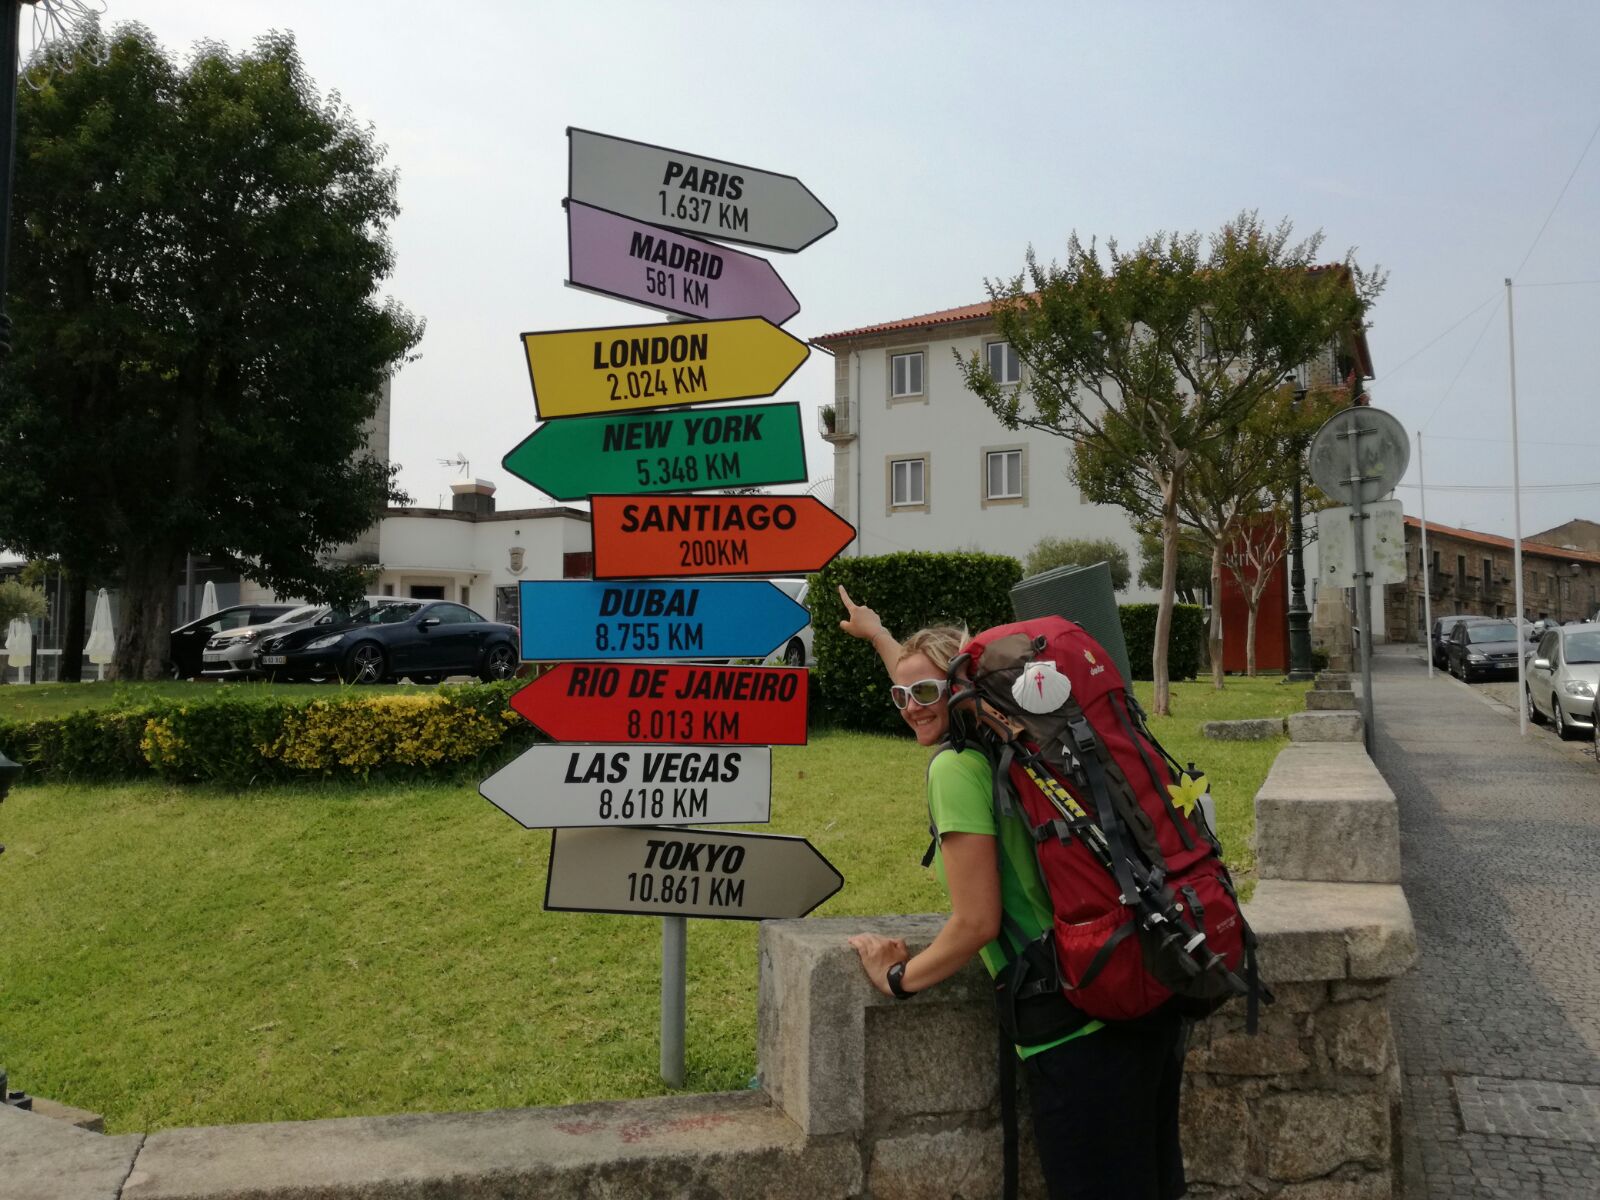 PARIS
1.637 KM
MADRID
581 KM
LONDON
2.024 KM
NEW YORK
5.348 KM
SANTIAGO
200KM
DUBAI
8.755 KM
RIO DE JANEIRO
8.013 KM
LAS VEGAS
8.618 KM
TOKYO
10.861 KM
deuter